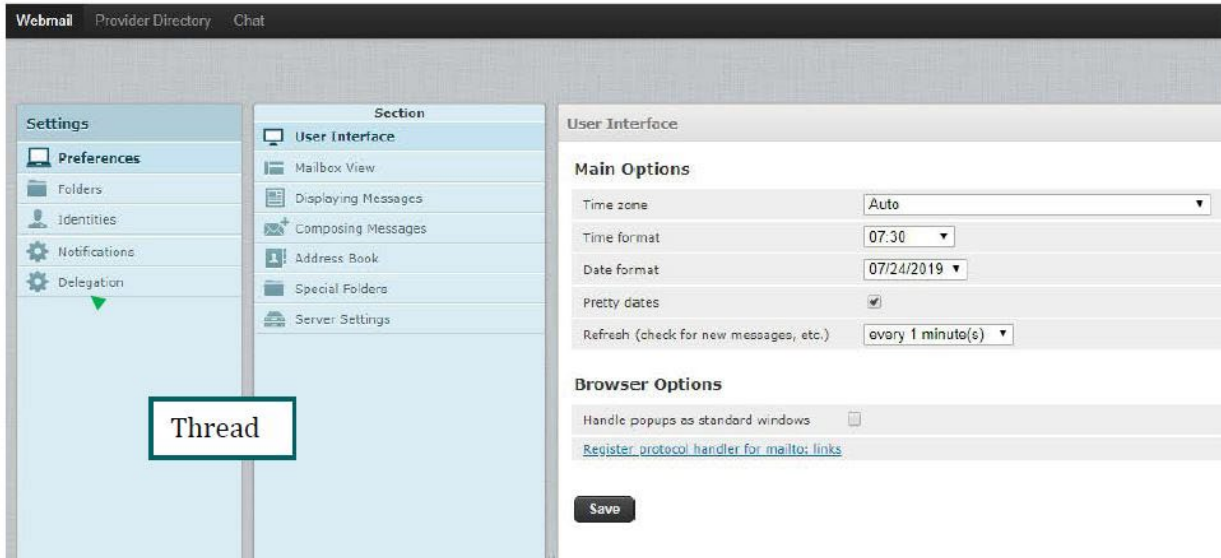 Webmail Provider Directory Chat
Settings
Preferences
Folders
Identities
Notifications
Delegation
Thread
Section
User Interface
Mailbox View
Displaying Messages
Composing Messages
Address Book
Special Folders
Server Settings
User Interface
Main Options
Time zone Auto
Time format 07:30
Date format 07/24/2019
Pretty dates
Refresh (check for new messages, etc.) every 1 minute(s)
Browser Options
Handle popups as standard windows
Register protocol handler for mailto: links
Save